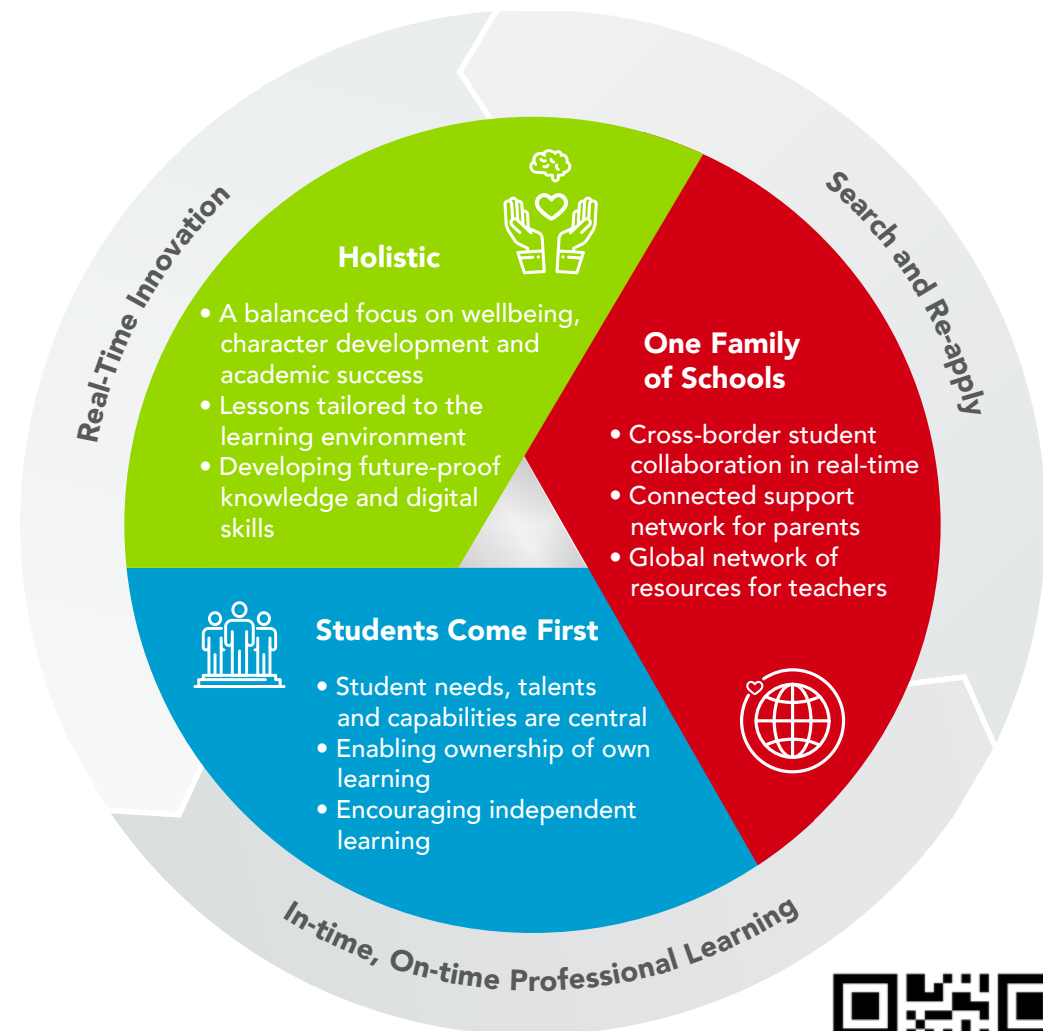 Real-Time Innovation
Search and Re-apply
Holistic
• A balanced focus on wellbeing,
character development and
academic success
• Lessons tailored to the
learning environment
• Developing future-proof
knowledge and digital
skills
One Family
of Schools
• Cross-border student
collaboration in real-time
• Connected support
network for parents
• Global network of
resources for teachers
Students Come First
• Student needs, talents
and capabilities are central
• Enabling ownership of own
learning
• Encouraging independent
learning
In-time, On-time Professional Learning